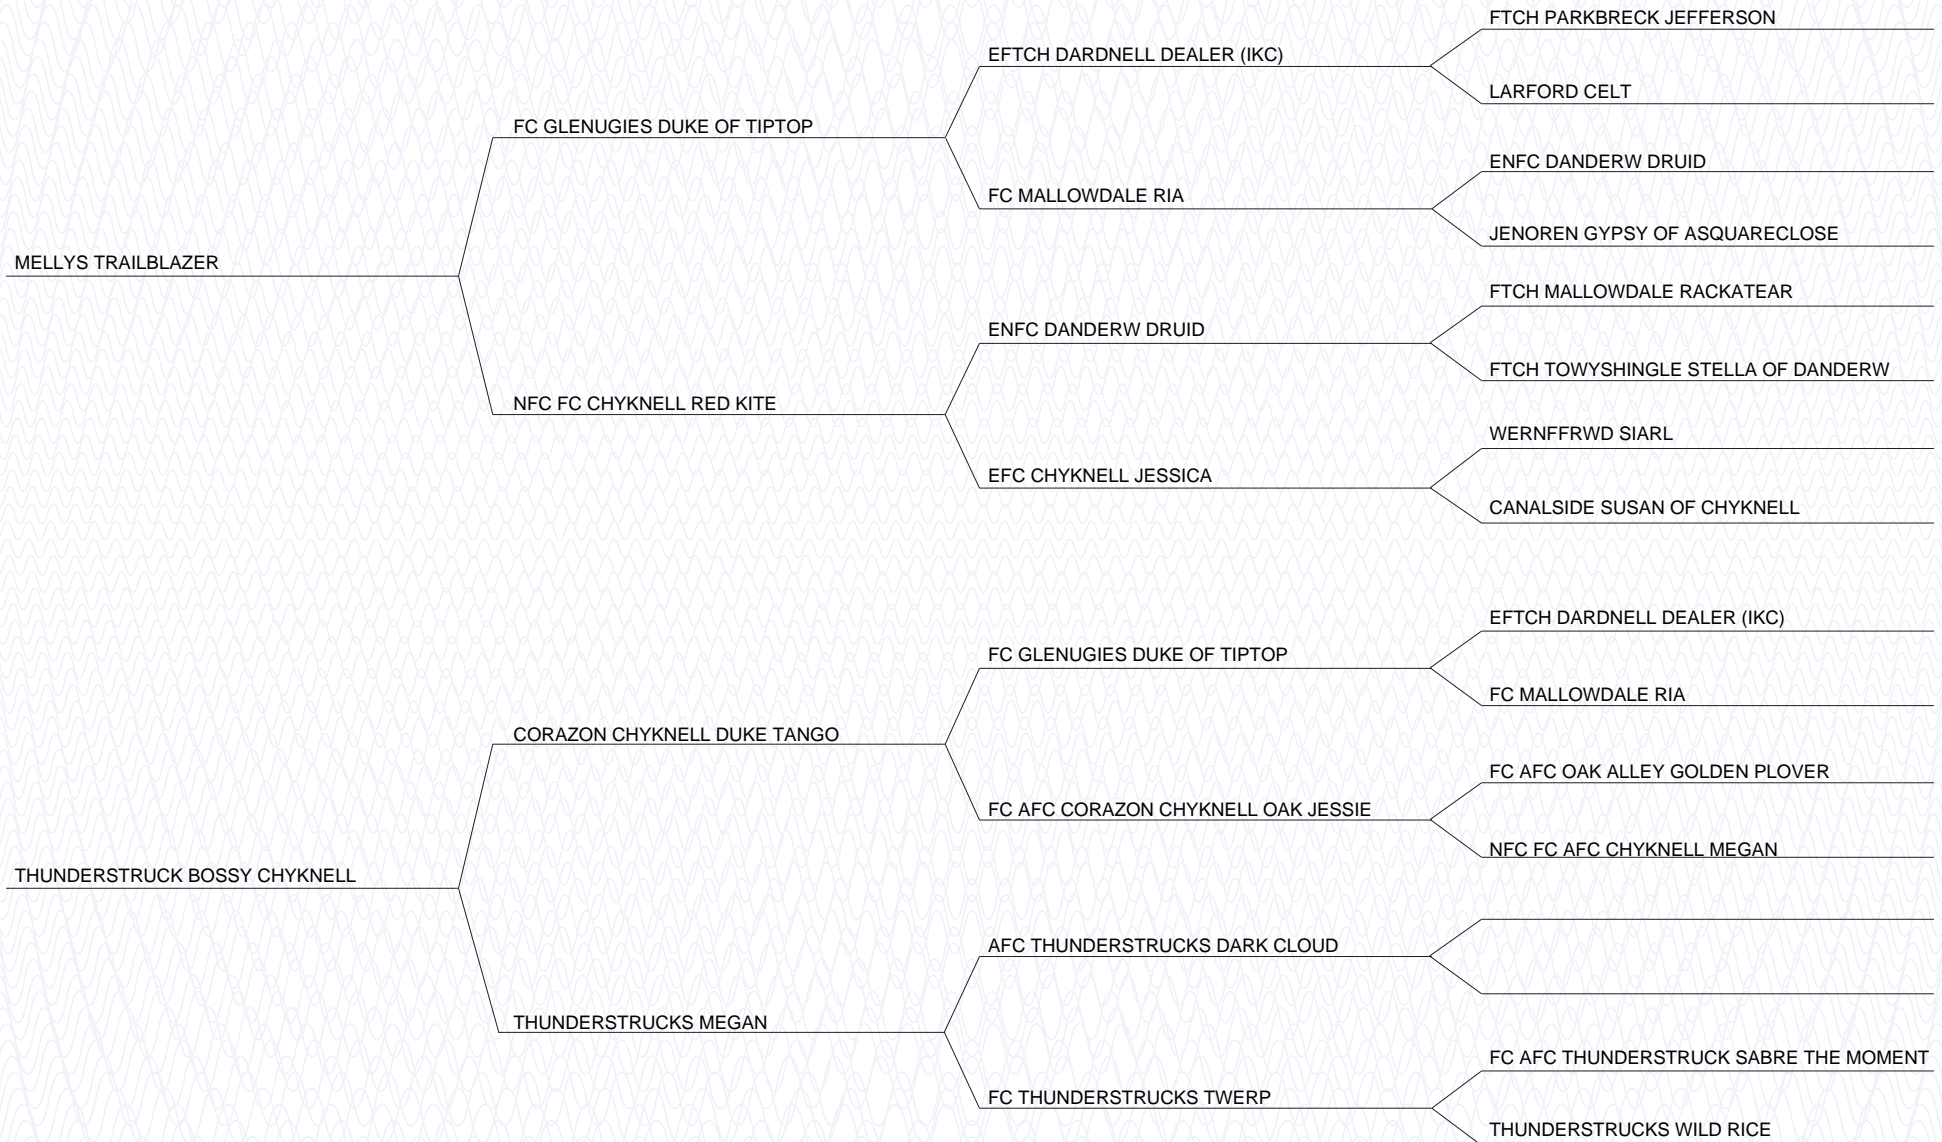 FTCH PARKBRECK JEFFERSON
EFTCH DARDNELL DEALER (IKC)
LARFORD CELT
FC GLENUGIES DUKE OF TIPTOP
ENFC DANDERW DRUID
FC MALLOWDALE RIA
JENOREN GYPSY OF ASQUARECLOSE
MELLYS TRAILBLAZER
FTCH MALLOWDALE RACKATEAR
ENFC DANDERW DRUID
FTCH TOWYSHINGLE STELLA OF DANDERW
NFC FC CHYKNELL RED KITE
WERNFFRWD SIARL
EFC CHYKNELL JESSICA
CANALSIDE SUSAN OF CHYKNELL
EFTCH DARDNELL DEALER (IKC)
FC GLENUGIES DUKE OF TIPTOP
FC MALLOWDALE RIA
CORAZON CHYKNELL DUKE TANGO
FC AFC OAK ALLEY GOLDEN PLOVER
FC AFC CORAZON CHYKNELL OAK JESSIE
NFC FC AFC CHYKNELL MEGAN
THUNDERSTRUCK BOSSY CHYKNELL
AFC THUNDERSTRUCKS DARK CLOUD
THUNDERSTRUCKS MEGAN
FC AFC THUNDERSTRUCK SABRE THE MOMENT
FC THUNDERSTRUCKS TWERP
THUNDERSTRUCKS WILD RICE